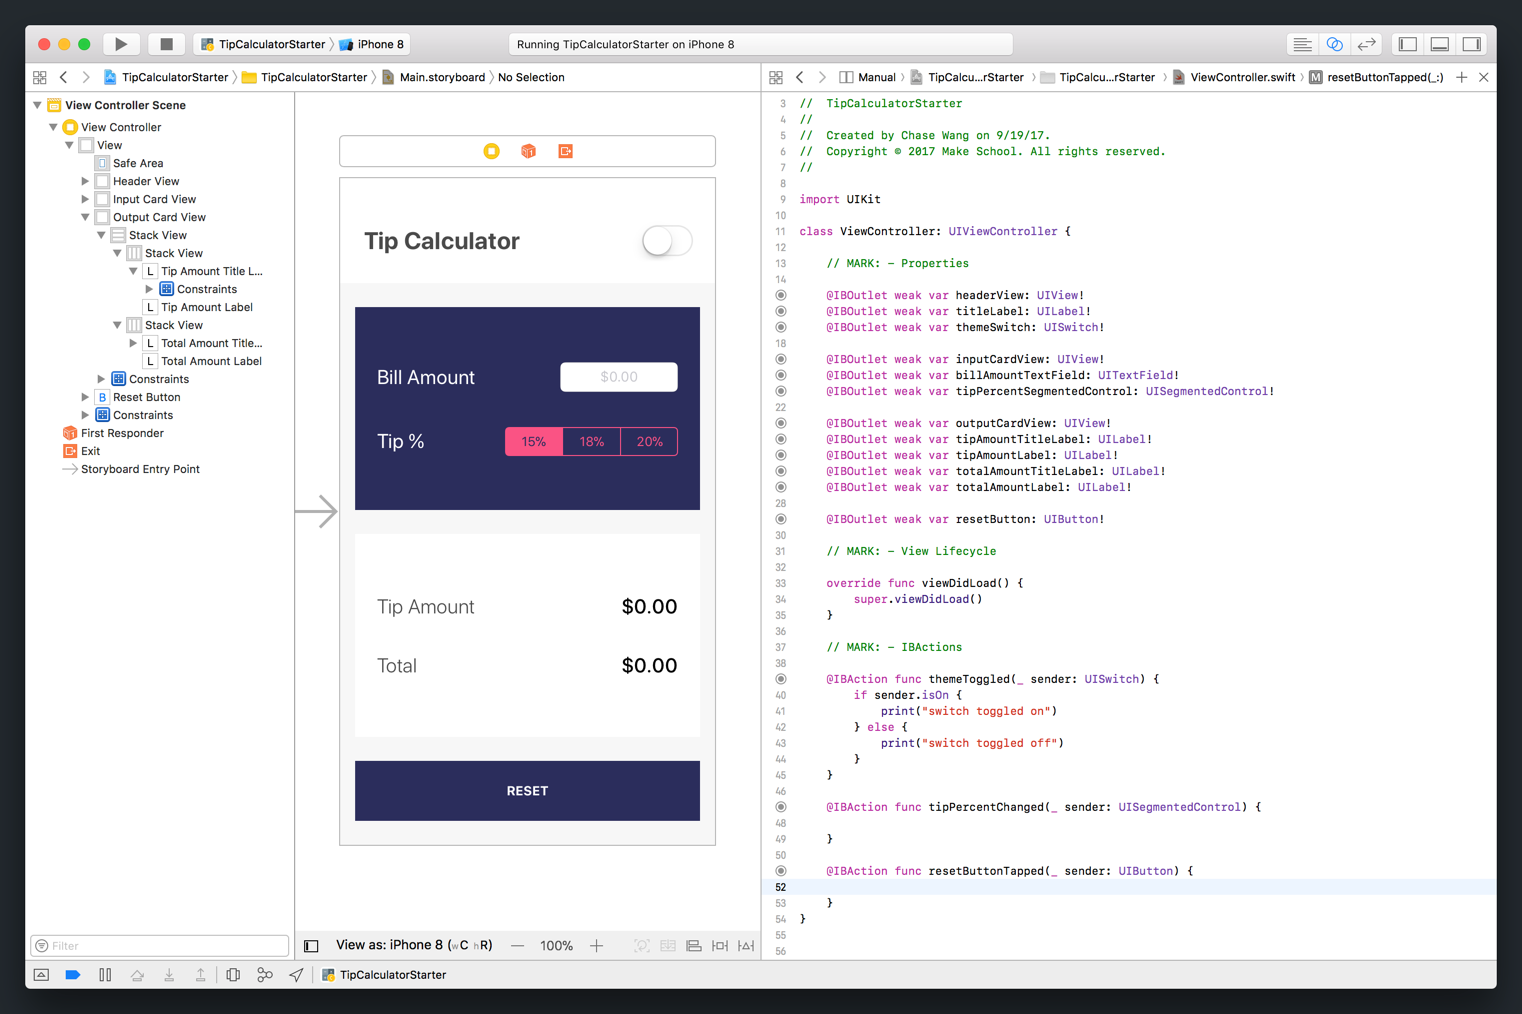 TipCalculatorStarter
iPhone 8
Running TipCalculatorStarter on iPhone 8
TipCalculatorStarter
TipCalculatorStarter
Main.storyboard
No Selection
View Controller Scene
View Controller
View
Safe Area
Header View
Input Card View
Output Card View
Stack View
Stack View
L Tip Amount Title L...
Constraints
L Tip Amount Label
Stack View
L Total Amount Title...
L Total Amount Label
Constraints
B Reset Button
Constraints
First Responder
Exit
Storyboard Entry Point
Filter
Tip Calculator
Bill Amount
$0.00
Tip %
15%
18%
20%
Tip Amount
$0.00
Total
$0.00
RESET
View as: iPhone 8 (wC hR)
100%
Manual
TipCalcu...rStarter
TipCalcu...rStarter
ViewController.swift
M resetButtonTapped(_:)
3 //  TipCalculatorStarter
4 //
5 //  Created by Chase Wang on 9/19/17.
6 //  Copyright © 2017 Make School. All rights reserved.
7 //
8
9 import UIKit
10
11 class ViewController: UIViewController {
12
13     // MARK: - Properties
14
@IBOutlet weak var headerView: UIView!
@IBOutlet weak var titleLabel: UILabel!
@IBOutlet weak var themeSwitch: UISwitch!
18
@IBOutlet weak var inputCardView: UIView!
@IBOutlet weak var billAmountTextField: UITextField!
@IBOutlet weak var tipPercentSegmentedControl: UISegmentedControl!
22
@IBOutlet weak var outputCardView: UIView!
@IBOutlet weak var tipAmountTitleLabel: UILabel!
@IBOutlet weak var tipAmountLabel: UILabel!
@IBOutlet weak var totalAmountTitleLabel: UILabel!
@IBOutlet weak var totalAmountLabel: UILabel!
28
@IBOutlet weak var resetButton: UIButton!
30
31     // MARK: - View Lifecycle
32
33     override func viewDidLoad() {
34         super.viewDidLoad()
35     }
36
37     // MARK: - IBActions
38
@IBAction func themeToggled(_ sender: UISwitch) {
40         if sender.isOn {
41             print("switch toggled on")
42         } else {
43             print("switch toggled off")
44         }
45     }
46
@IBAction func tipPercentChanged(_ sender: UISegmentedControl) {
48
49     }
50
@IBAction func resetButtonTapped(_ sender: UIButton) {
52
53     }
54 }
55
56
TipCalculatorStarter